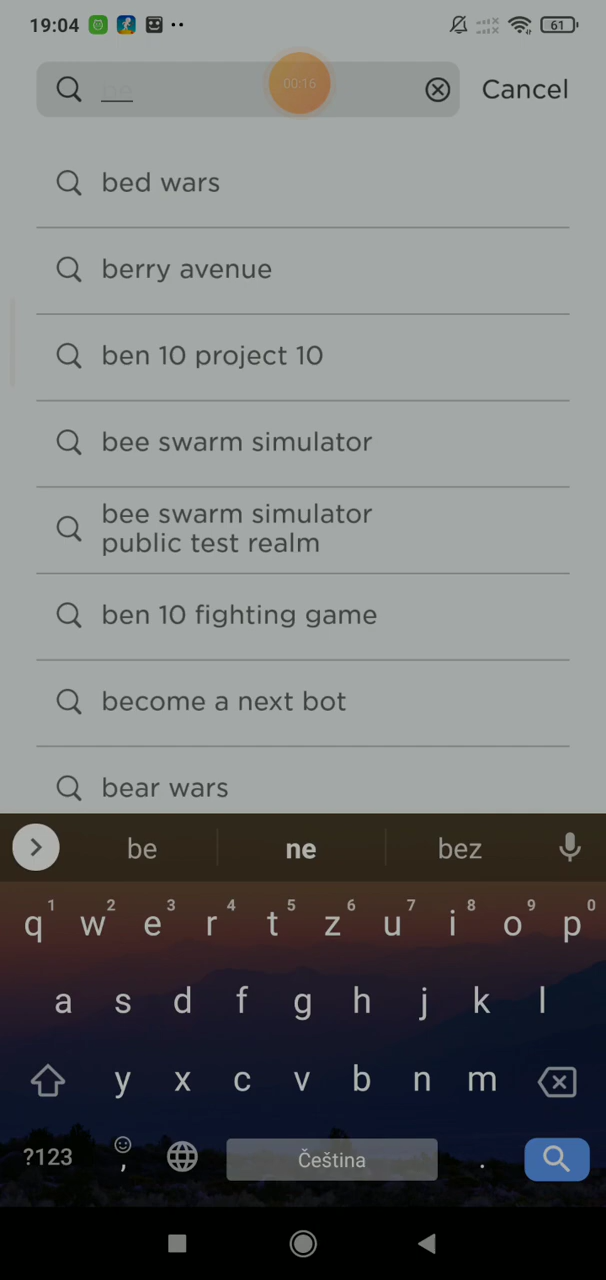 19:04
61
00:16
Cancel
bed wars
berry avenue
ben 10 project 10
bee swarm simulator
bee swarm simulator
public test realm
ben 10 fighting game
become a next bot
bear wars
be ne bez
1 2 3 4 5 6 7 8 9 0
q w e r t z u i o p
a s d f g h j k l
y x c v b n m
?123 , Čeština .